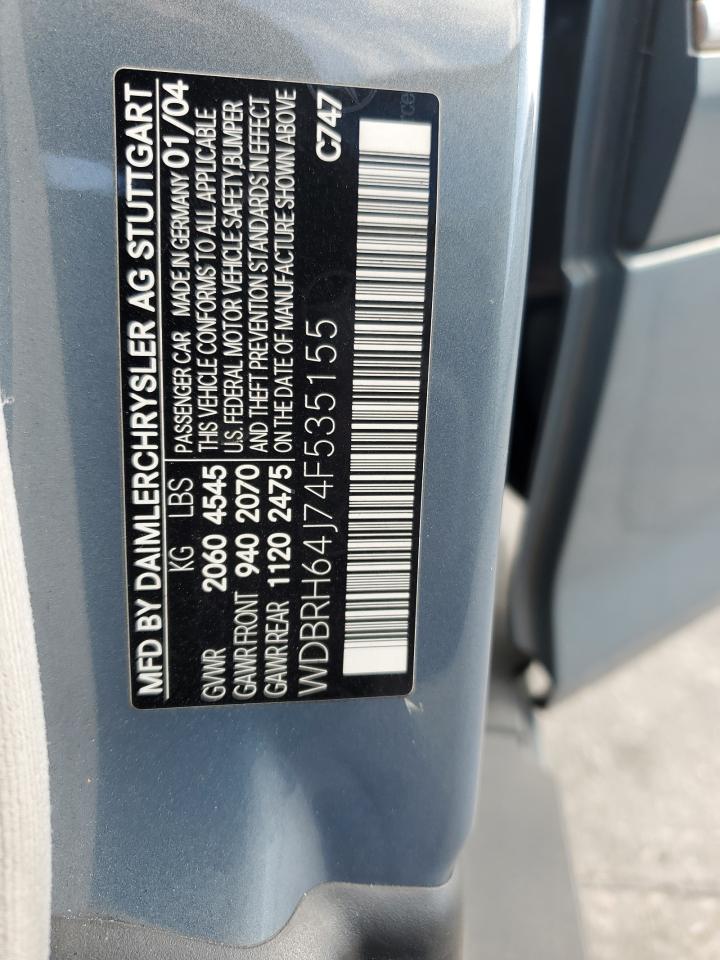 MFD BY DAIMLERCHRYSLER AG STUTTGART
KG LBS PASSENGER CAR MADE IN GERMANY 01/04
GVWR 2060 4545 THIS VEHICLE CONFORMS TO ALL APPLICABLE
U.S. FEDERAL MOTOR VEHICLE SAFETY,BUMPER
GAWR FRONT 940 2070 AND THEFT PREVENTION STANDARDS IN EFFECT
GAWR REAR 1120 2475 ON THE DATE OF MANUFACTURE SHOWN ABOVE
WDBRH64J74F535155 C747